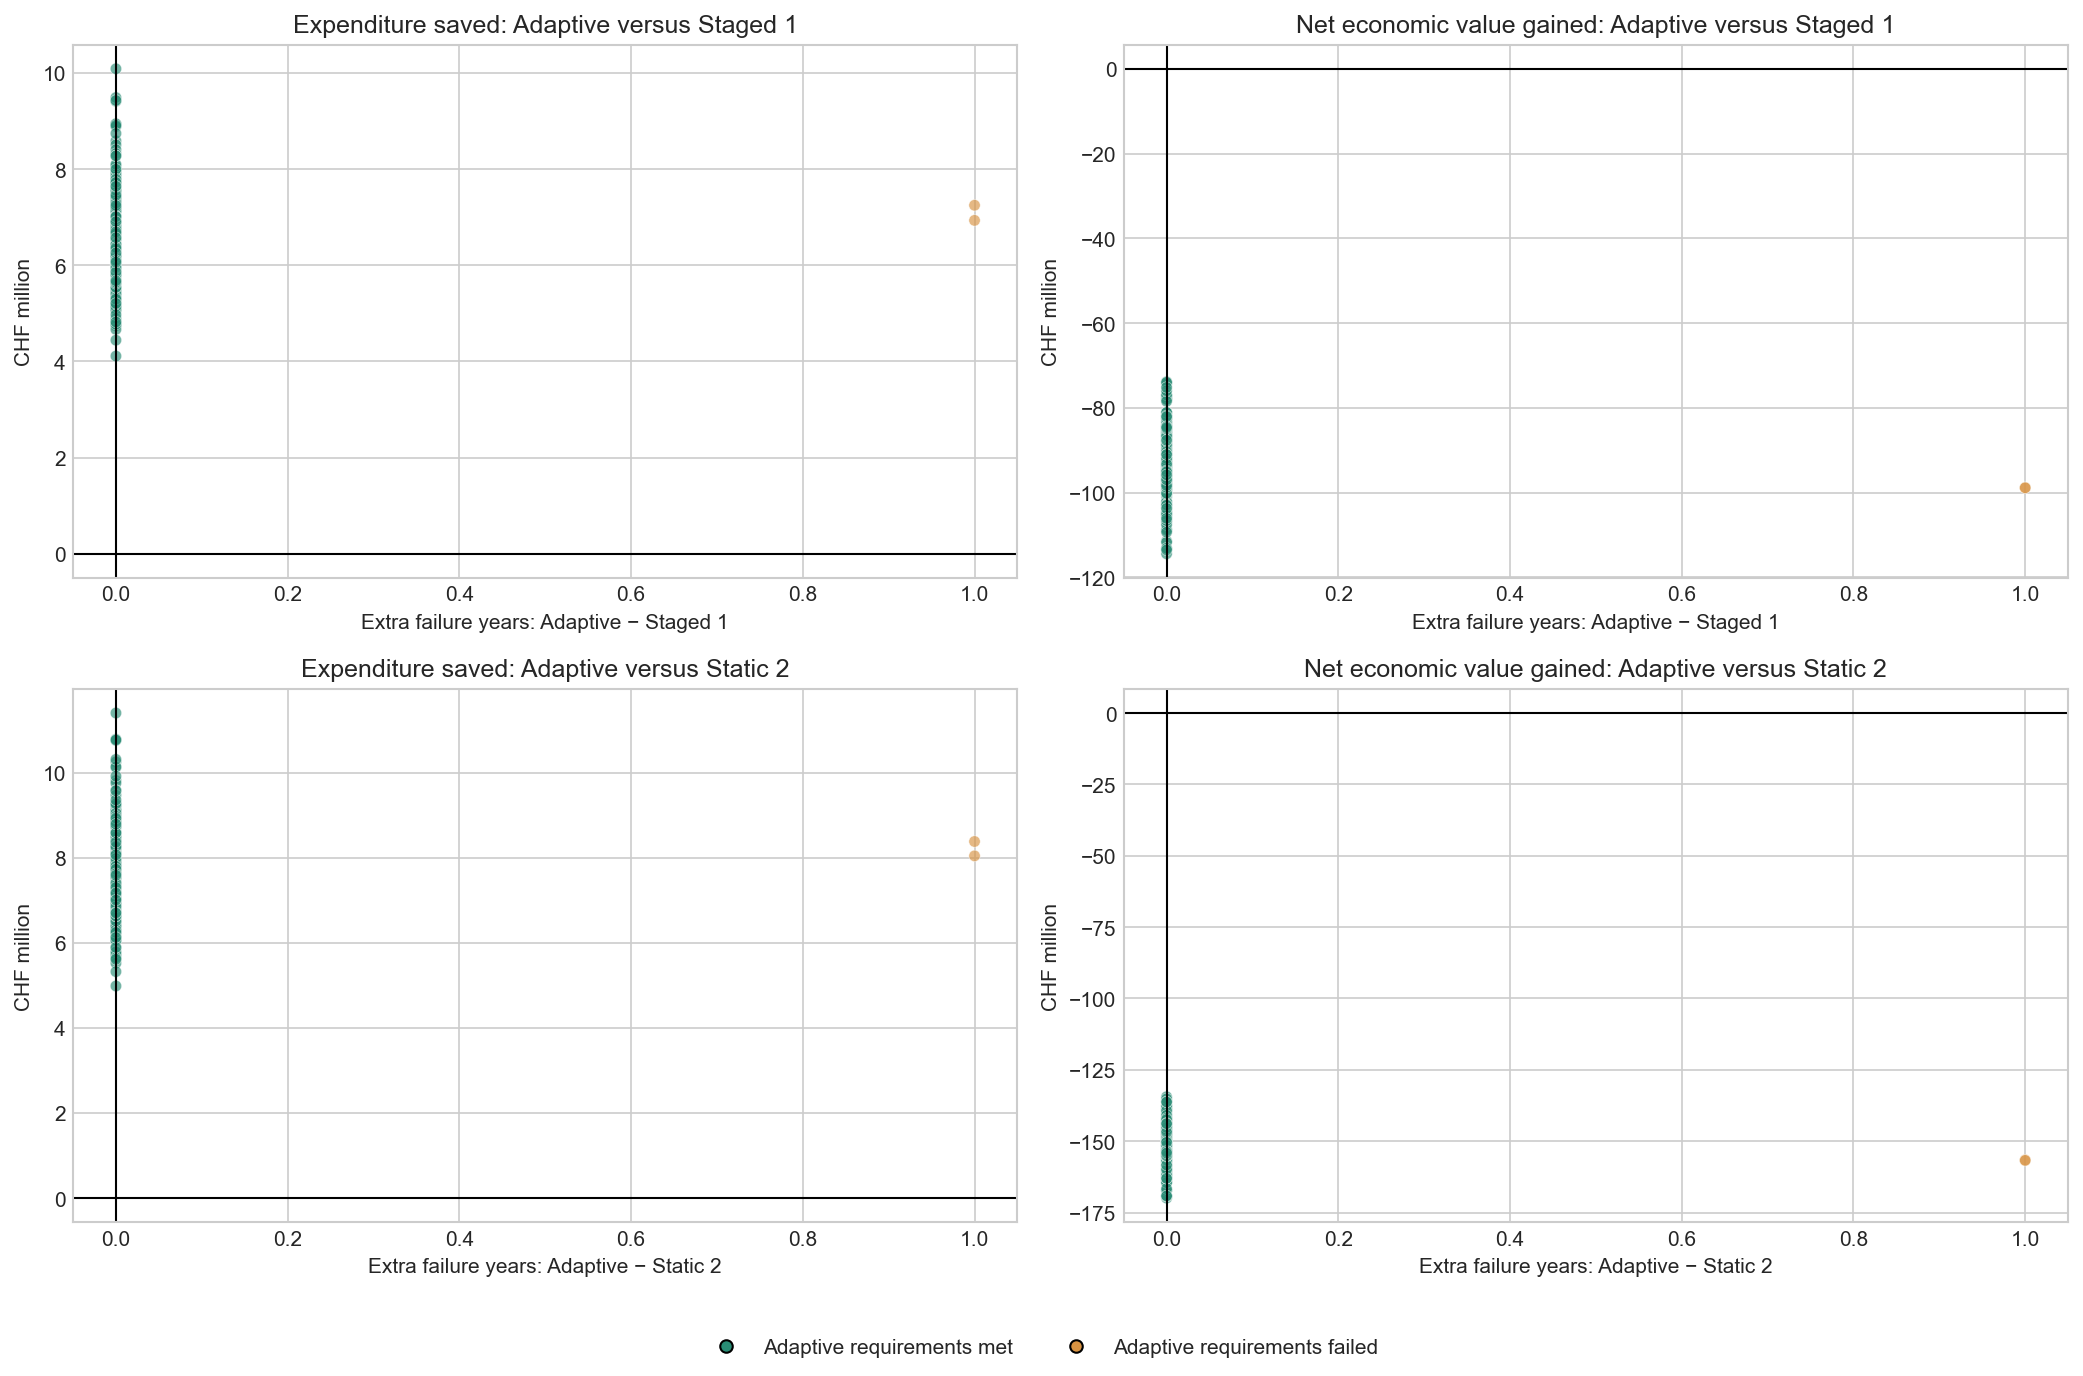 Expenditure saved: Adaptive versus Staged 1
CHF million
10
8
6
4
2
0
0.0 0.2 0.4 0.6 0.8 1.0
Extra failure years: Adaptive − Staged 1
Net economic value gained: Adaptive versus Staged 1
CHF million
0
−20
−40
−60
−80
−100
−120
0.0 0.2 0.4 0.6 0.8 1.0
Extra failure years: Adaptive − Staged 1
Expenditure saved: Adaptive versus Static 2
CHF million
10
8
6
4
2
0
0.0 0.2 0.4 0.6 0.8 1.0
Extra failure years: Adaptive − Static 2
Net economic value gained: Adaptive versus Static 2
CHF million
0
−25
−50
−75
−100
−125
−150
−175
0.0 0.2 0.4 0.6 0.8 1.0
Extra failure years: Adaptive − Static 2
Adaptive requirements met
Adaptive requirements failed